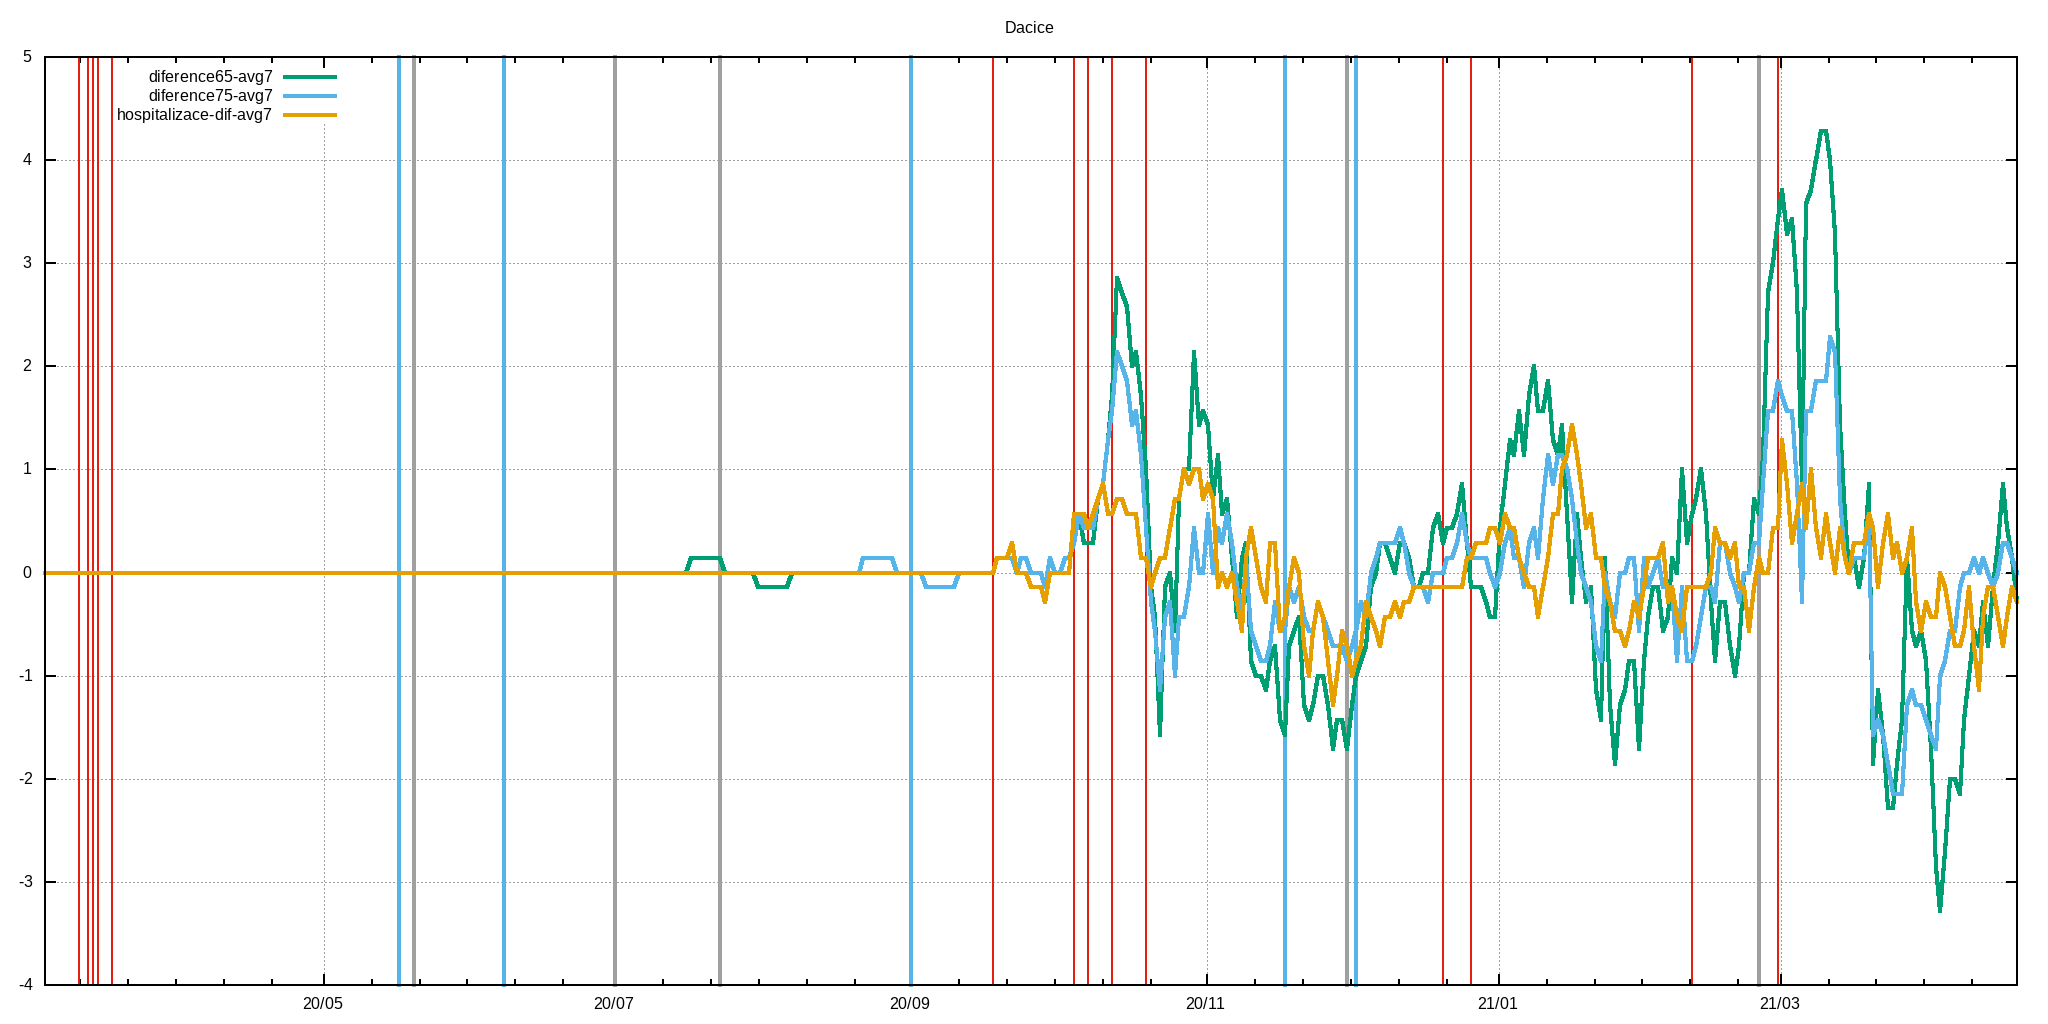 Dacice
5
diference65-avg7
diference75-avg7
hospitalizace-dif-avg7
4
3
2
1
0
-1
-2
-3
-4
20/05 20/07 20/09 20/11 21/01 21/03